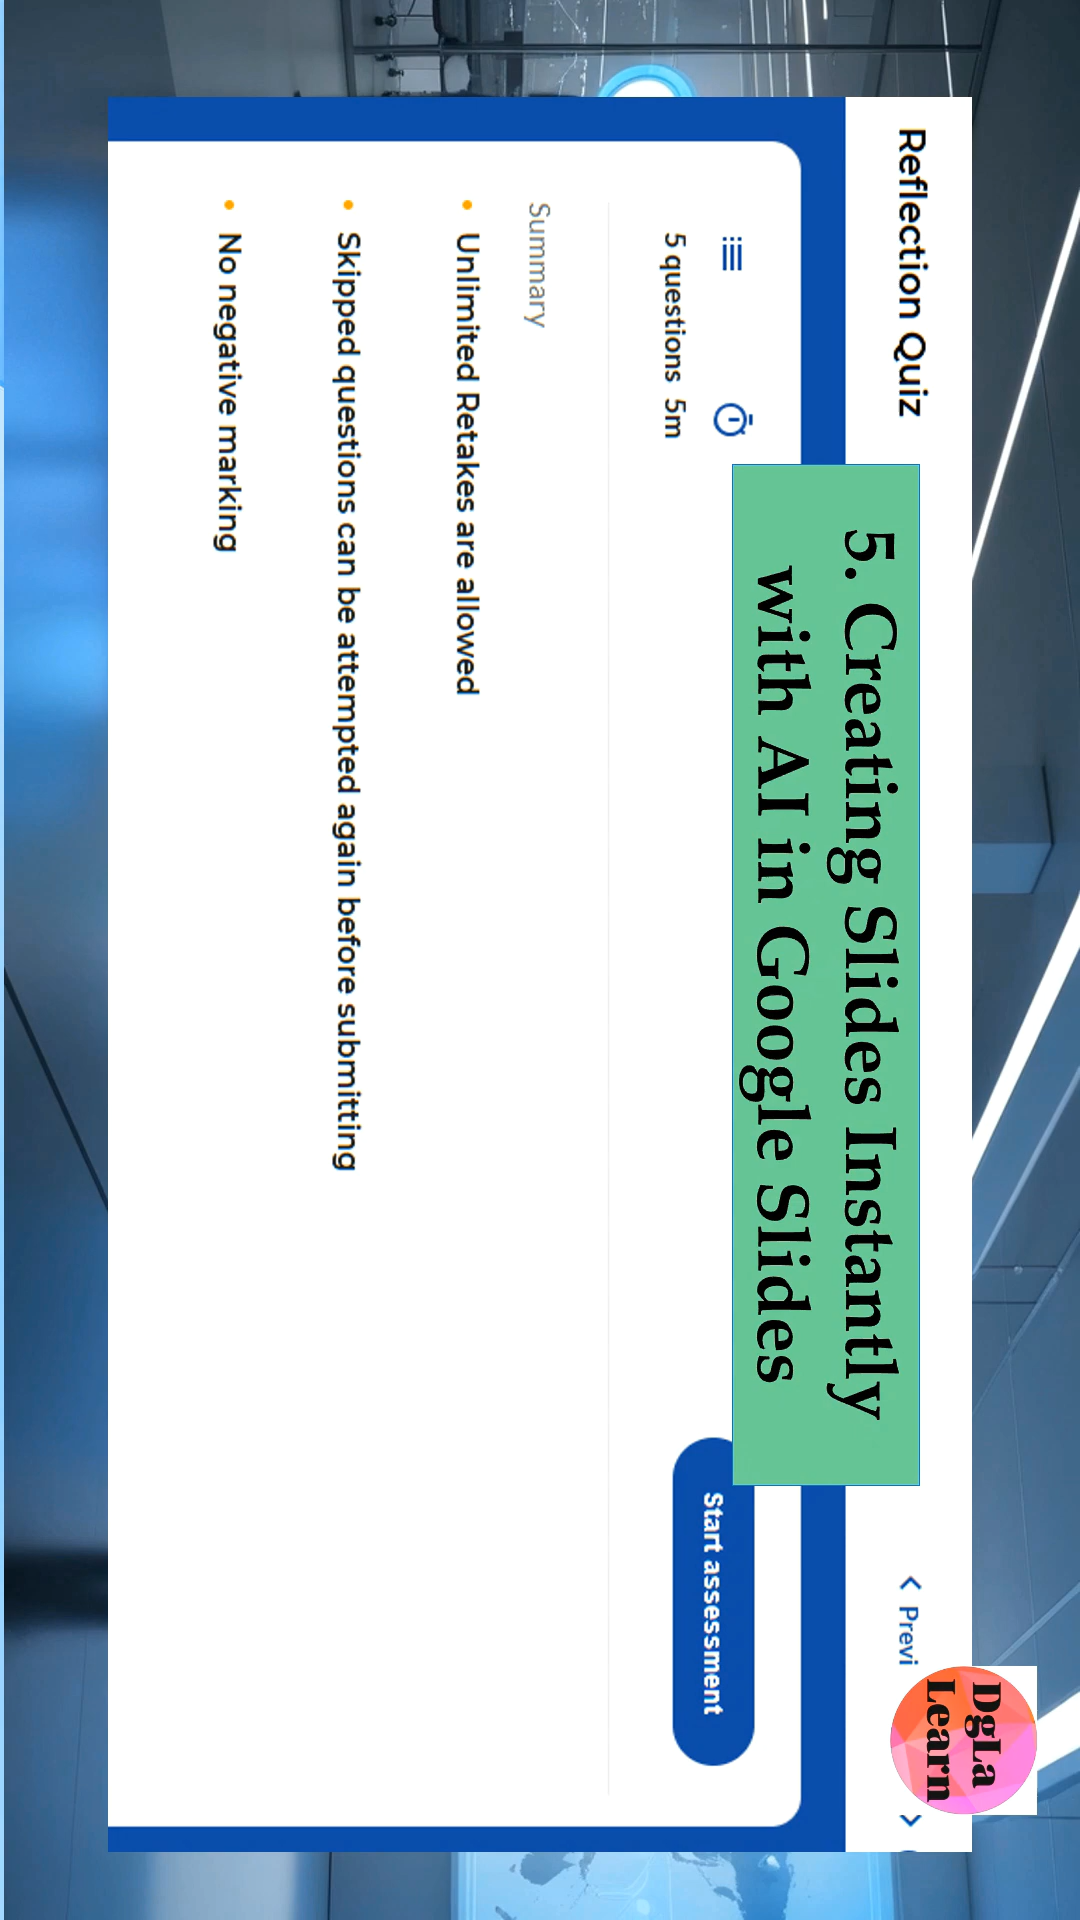 Reflection Quiz
< Previ
>
DgLa
Learn
5. Creating Slides Instantly
with AI in Google Slides
5 questions 5m
Start assessment
Summary
• Unlimited Retakes are allowed
• Skipped questions can be attempted again before submitting
• No negative marking